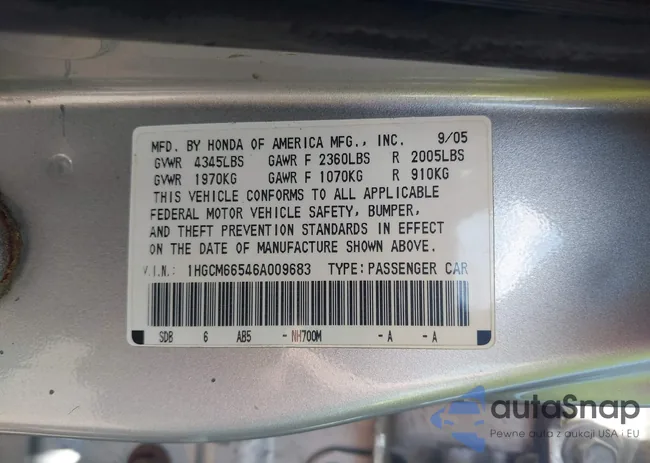 MFD. BY HONDA OF AMERICA MFG., INC. 9/05
GVWR 4345LBS GAWR F 2360LBS R 2005LBS
GVWR 1970KG GAWR F 1070KG R 910KG
THIS VEHICLE CONFORMS TO ALL APPLICABLE
FEDERAL MOTOR VEHICLE SAFETY, BUMPER,
AND THEFT PREVENTION STANDARDS IN EFFECT
ON THE DATE OF MANUFACTURE SHOWN ABOVE.
V.I.N.: 1HGCM66546A009683 TYPE: PASSENGER CAR
SDB 6 AB5 - NH700M - A - A
autaSnap
Pewne auta z aukcji USA i EU